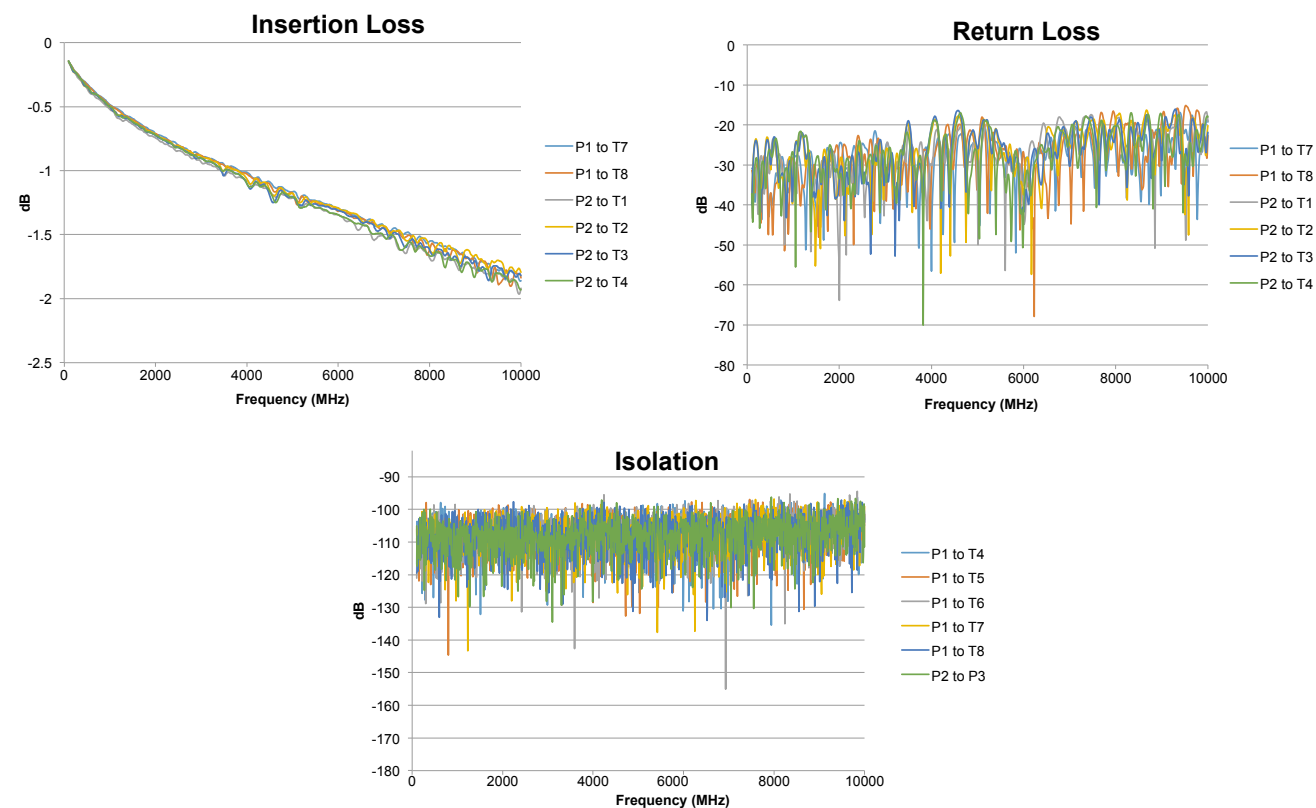 Insertion Loss
0
-0.5
-1
-1.5
-2
-2.5
dB
0 2000 4000 6000 8000 10000
Frequency (MHz)
P1 to T7
P1 to T8
P2 to T1
P2 to T2
P2 to T3
P2 to T4
Return Loss
0
-10
-20
-30
-40
-50
-60
-70
-80
dB
0 2000 4000 6000 8000 10000
Frequency (MHz)
P1 to T7
P1 to T8
P2 to T1
P2 to T2
P2 to T3
P2 to T4
Isolation
-90
-100
-110
-120
-130
-140
-150
-160
-170
-180
dB
0 2000 4000 6000 8000 10000
Frequency (MHz)
P1 to T4
P1 to T5
P1 to T6
P1 to T7
P1 to T8
P2 to P3